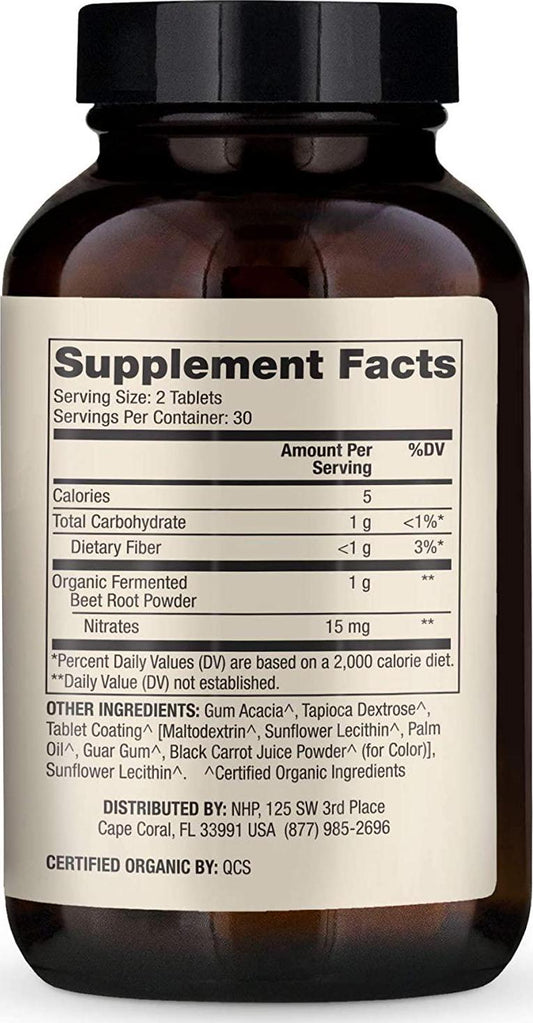 Supplement Facts
Serving Size: 2 Tablets
Servings Per Container: 30
Amount Per Serving %DV
Calories 5
Total Carbohydrate 1 g <1%*
Dietary Fiber <1 g 3%*
Organic Fermented
Beet Root Powder 1 g **
Nitrates 15 mg **
*Percent Daily Values (DV) are based on a 2,000 calorie diet.
**Daily Value (DV) not established.
OTHER INGREDIENTS: Gum Acacia^, Tapioca Dextrose^,
Tablet Coating^ [Maltodextrin^, Sunflower Lecithin^, Palm
Oil^, Guar Gum^, Black Carrot Juice Powder^ (for Color)],
Sunflower Lecithin^. ^Certified Organic Ingredients
DISTRIBUTED BY: NHP, 125 SW 3rd Place
Cape Coral, FL 33991 USA (877) 985-2696
CERTIFIED ORGANIC BY: QCS